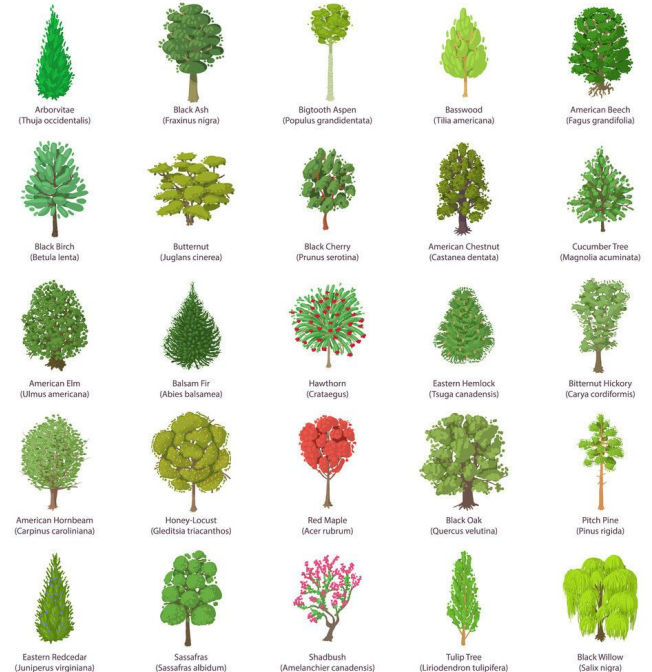 Arborvitae
(Thuja occidentalis)
Black Ash
(Fraxinus nigra)
Bigtooth Aspen
(Populus grandidentata)
Basswood
(Tilia americana)
American Beech
(Fagus grandifolia)
Black Birch
(Betula lenta)
Butternut
(Juglans cinerea)
Black Cherry
(Prunus serotina)
American Chestnut
(Castanea dentata)
Cucumber Tree
(Magnolia acuminata)
American Elm
(Ulmus americana)
Balsam Fir
(Abies balsamea)
Hawthorn
(Crataegus)
Eastern Hemlock
(Tsuga canadensis)
Bitternut Hickory
(Carya cordiformis)
American Hornbeam
(Carpinus caroliniana)
Honey-Locust
(Gleditsia triacanthos)
Red Maple
(Acer rubrum)
Black Oak
(Quercus velutina)
Pitch Pine
(Pinus rigida)
Eastern Redcedar
(Juniperus virginiana)
Sassafras
(Sassafras albidum)
Shadbush
(Amelanchier canadensis)
Tulip Tree
(Liriodendron tulipifera)
Black Willow
(Salix nigra)